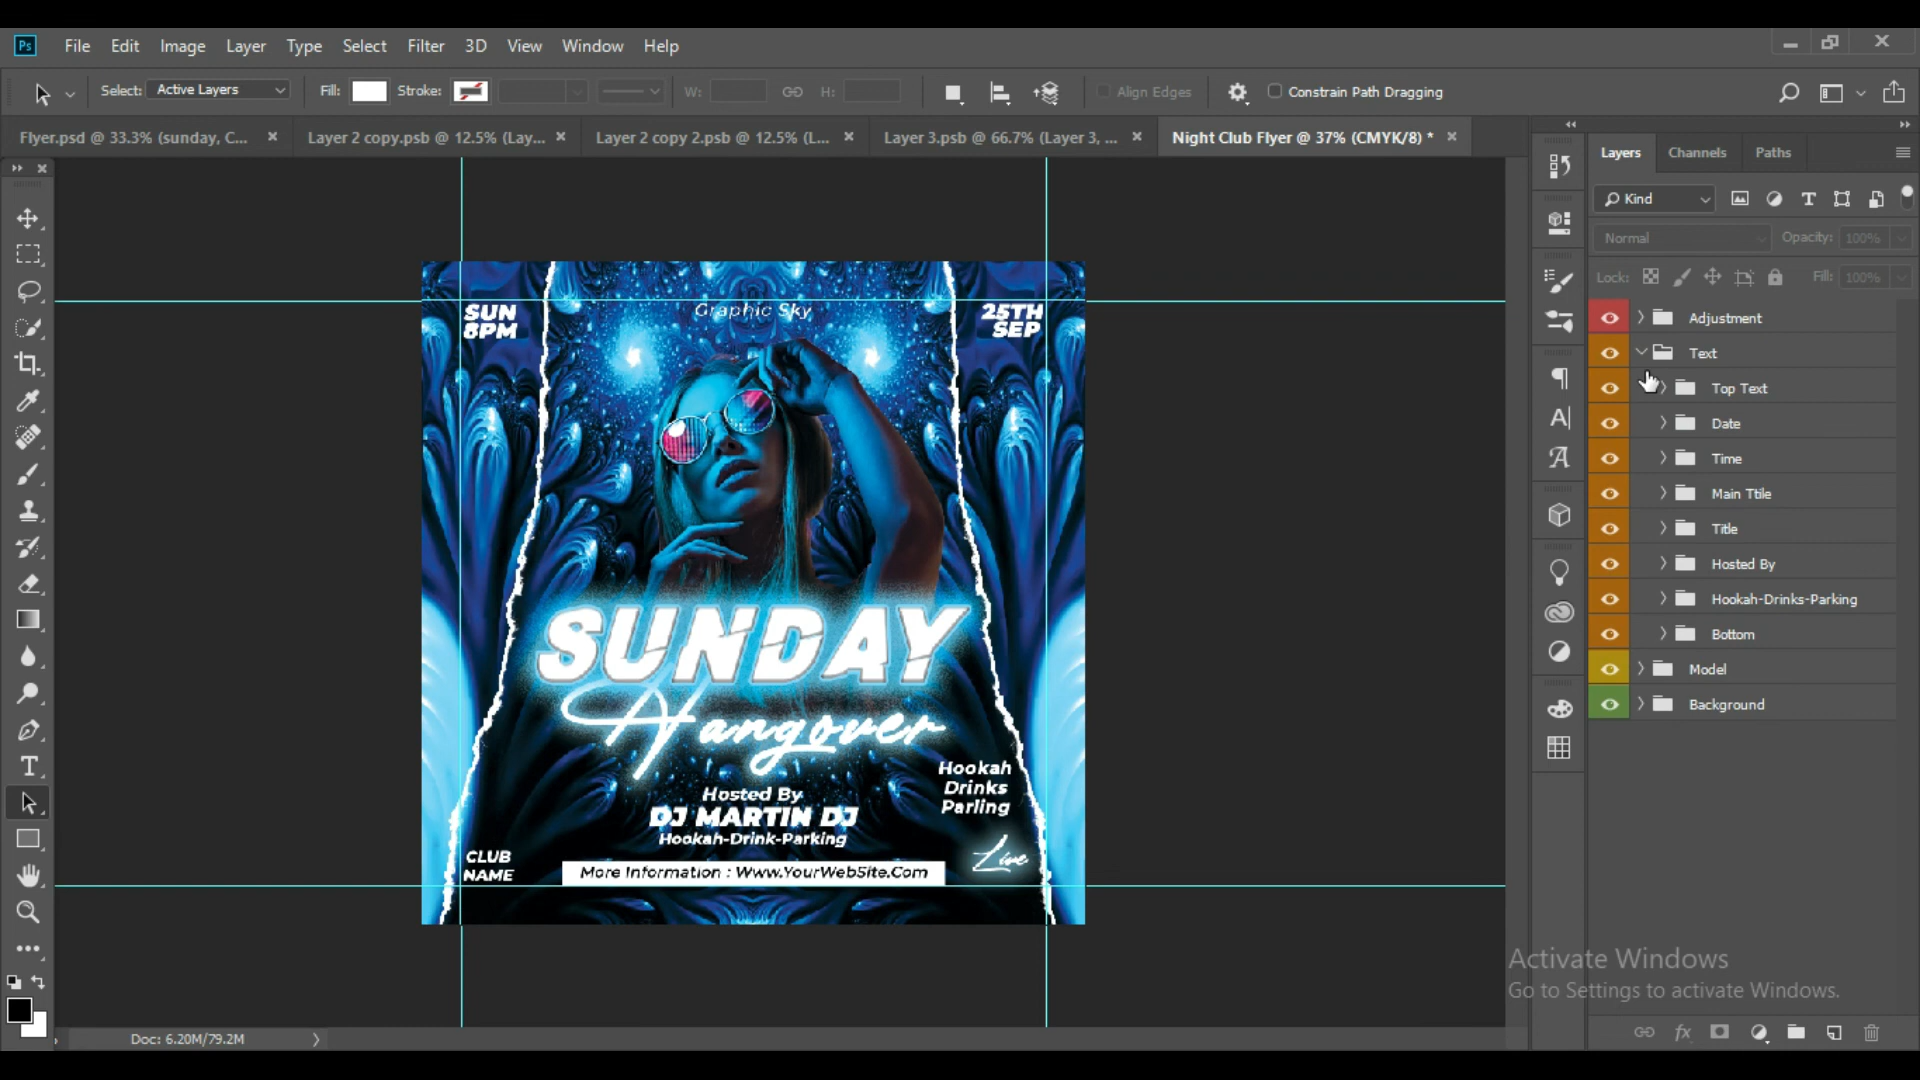 Ps File Edit Image Layer Type Select Filter 3D View Window Help
Select: Active Layers Fill: Stroke: W: H: Align Edges Constrain Path Dragging
Flyer.psd @ 33.3% (sunday, C... Layer 2 copy.psb @ 12.5% (Lay... Layer 2 copy 2.psb @ 12.5% (L... Layer 3.psb @ 66.7% (Layer 3, ... Night Club Flyer @ 37% (CMYK/8) *
Layers Channels Paths
Kind
Normal Opacity: 100%
Lock: Fill: 100%
Adjustment
Text
Top Text
Date
Time
Main Ttile
Title
Hosted By
Hookah-Drinks-Parking
Bottom
Model
Background
SUN
8PM
Graphic Sky
25TH
SEP
SUNDAY
Hangover
Hookah
Drinks
Parling
Hosted By
DJ MARTIN DJ
Hookah-Drink-Parking
Live
CLUB
NAME
More Information : Www.YourWebSite.Com
Activate Windows
Go to Settings to activate Windows.
Doc: 6.20M/79.2M